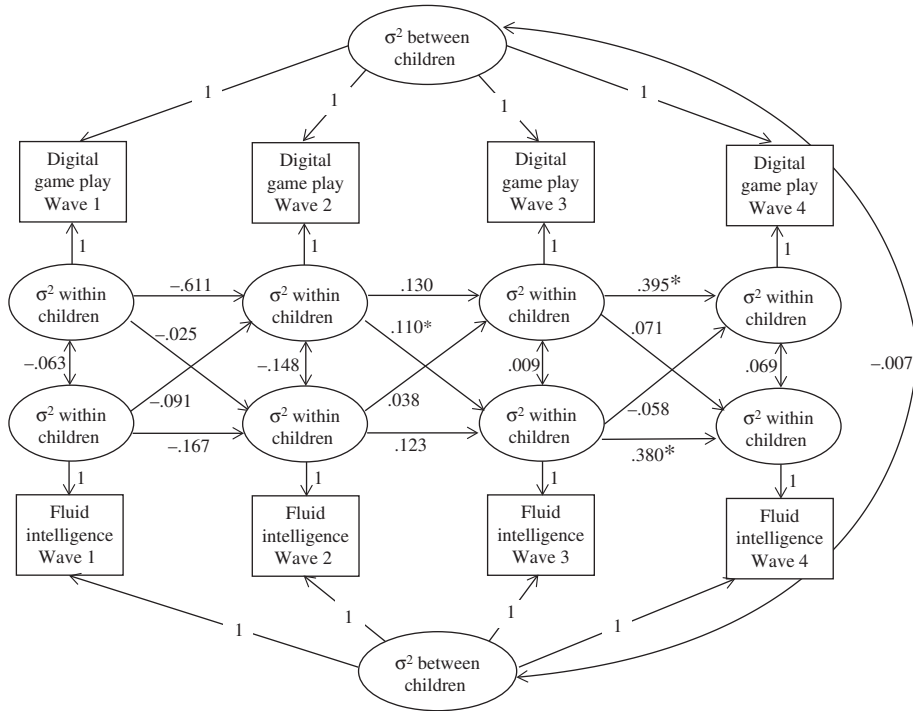 σ² between
children
1
1
1
1
Digital
game play
Wave 1
Digital
game play
Wave 2
Digital
game play
Wave 3
Digital
game play
Wave 4
1
1
1
1
σ² within
children
σ² within
children
σ² within
children
σ² within
children
–.611
.130
.395*
–.025
.110*
.071
–.063
–.148
.009
.069
–.007
–.091
.038
–.058
σ² within
children
σ² within
children
σ² within
children
σ² within
children
–.167
.123
.380*
1
1
1
1
Fluid
intelligence
Wave 1
Fluid
intelligence
Wave 2
Fluid
intelligence
Wave 3
Fluid
intelligence
Wave 4
1
1
1
1
σ² between
children